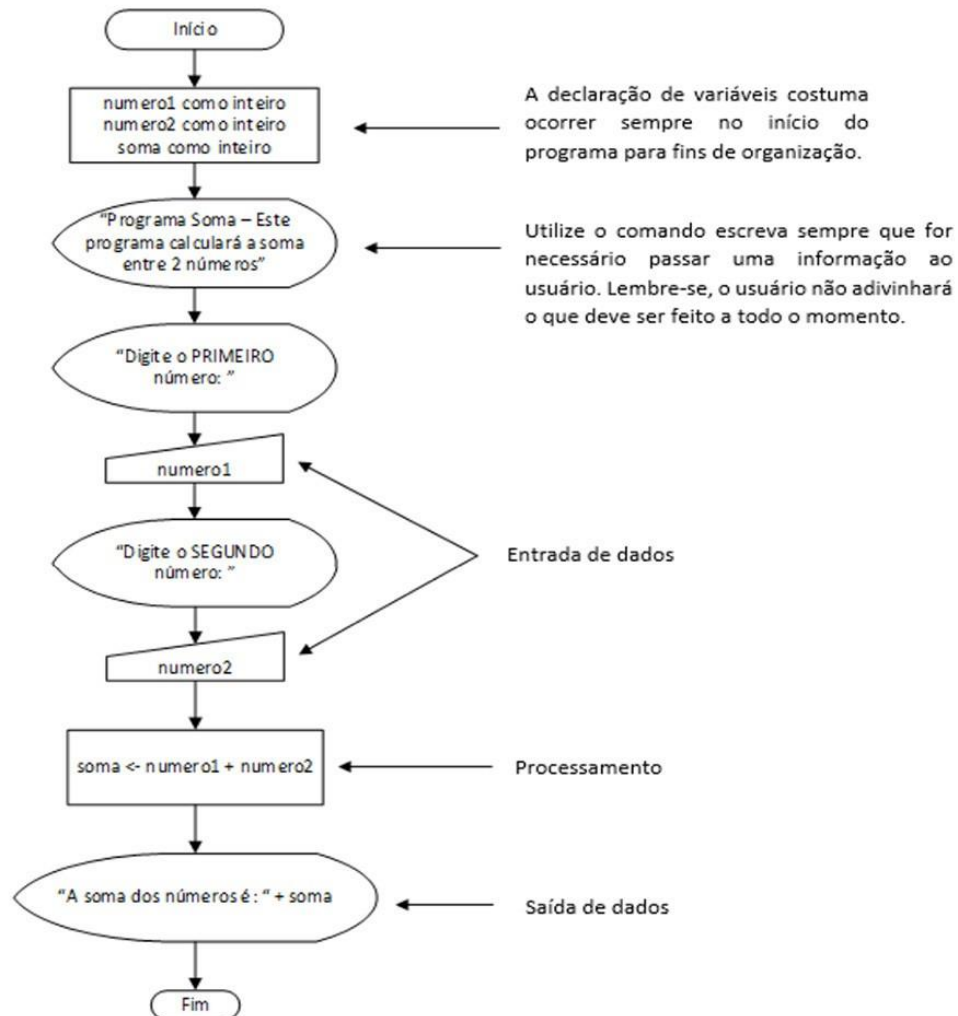 Início
numero1 como inteiro
numero2 como inteiro
soma como inteiro
A declaração de variáveis costuma
ocorrer sempre no início do
programa para fins de organização.
"Programa Soma – Este
programa calculará a soma
entre 2 números"
Utilize o comando escreva sempre que for
necessário passar uma informação ao
usuário. Lembre-se, o usuário não adivinhará
o que deve ser feito a todo o momento.
"Digite o PRIMEIRO
número: "
numero1
"Digite o SEGUNDO
número: "
Entrada de dados
numero2
soma <- numero1 + numero2
Processamento
"A soma dos números é : " + soma
Saída de dados
Fim